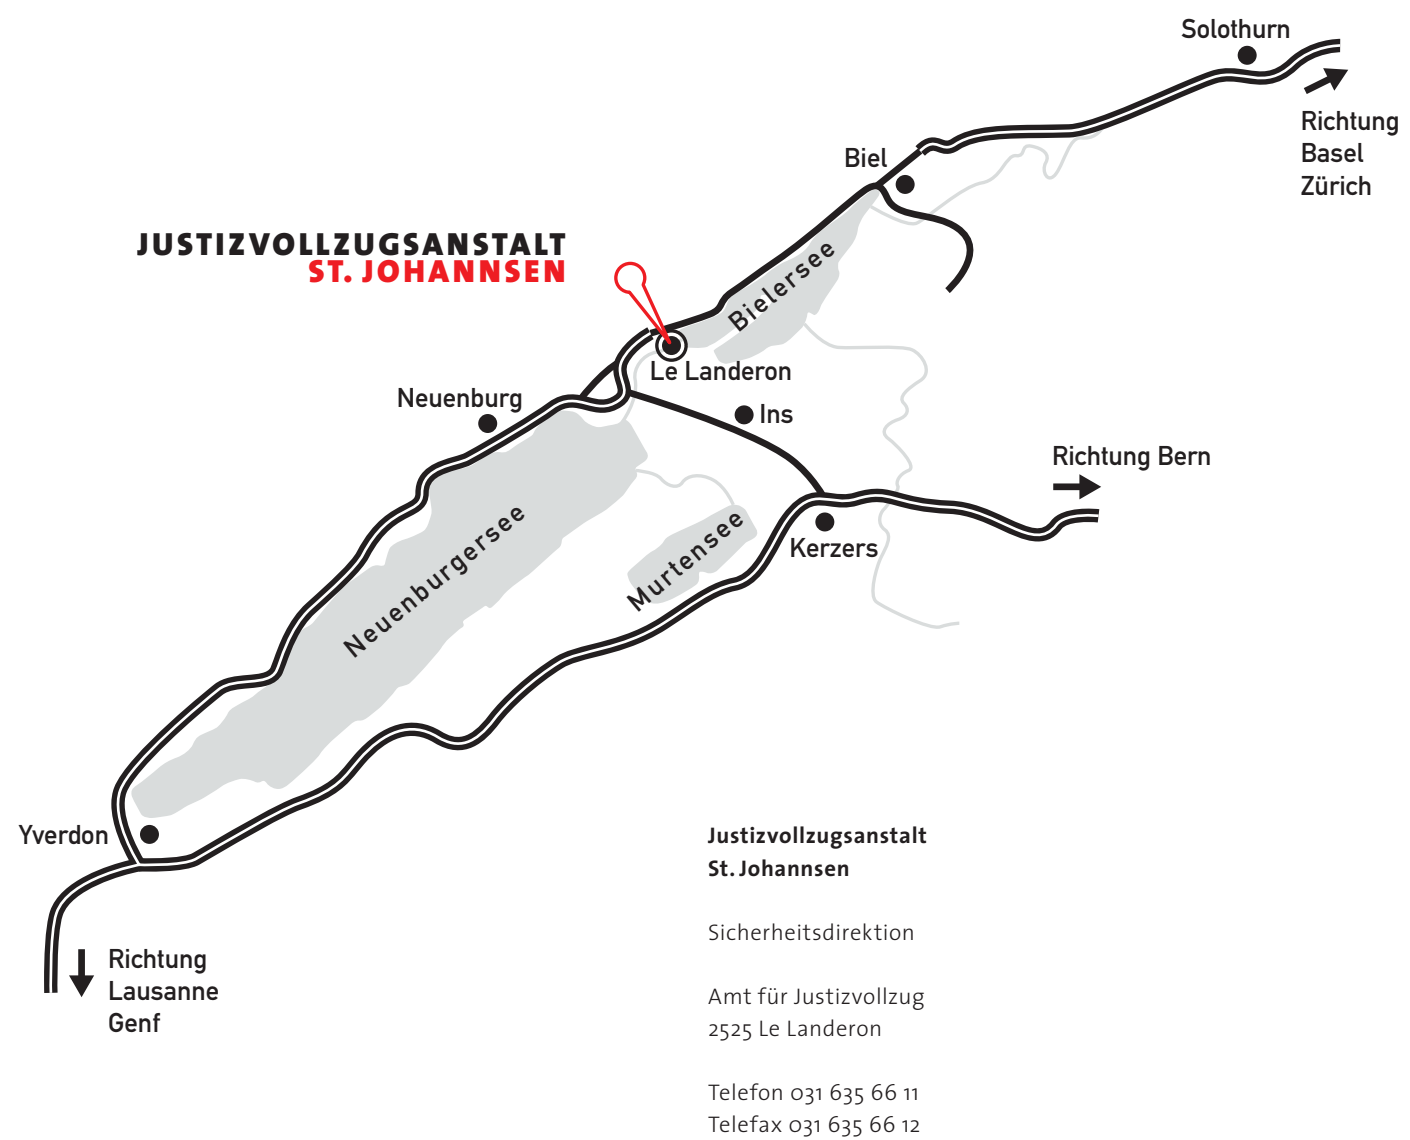 Solothurn
Richtung
Basel
Zürich
Biel
JUSTIZVOLLZUGSANSTALT
ST. JOHANNSEN
Bielersee
Le Landeron
Neuenburg
Ins
Richtung Bern
Neuenburgersee
Murtensee
Kerzers
Yverdon
Richtung
Lausanne
Genf
Justizvollzugsanstalt
St. Johannsen
Sicherheitsdirektion
Amt für Justizvollzug
2525 Le Landeron
Telefon 031 635 66 11
Telefax 031 635 66 12